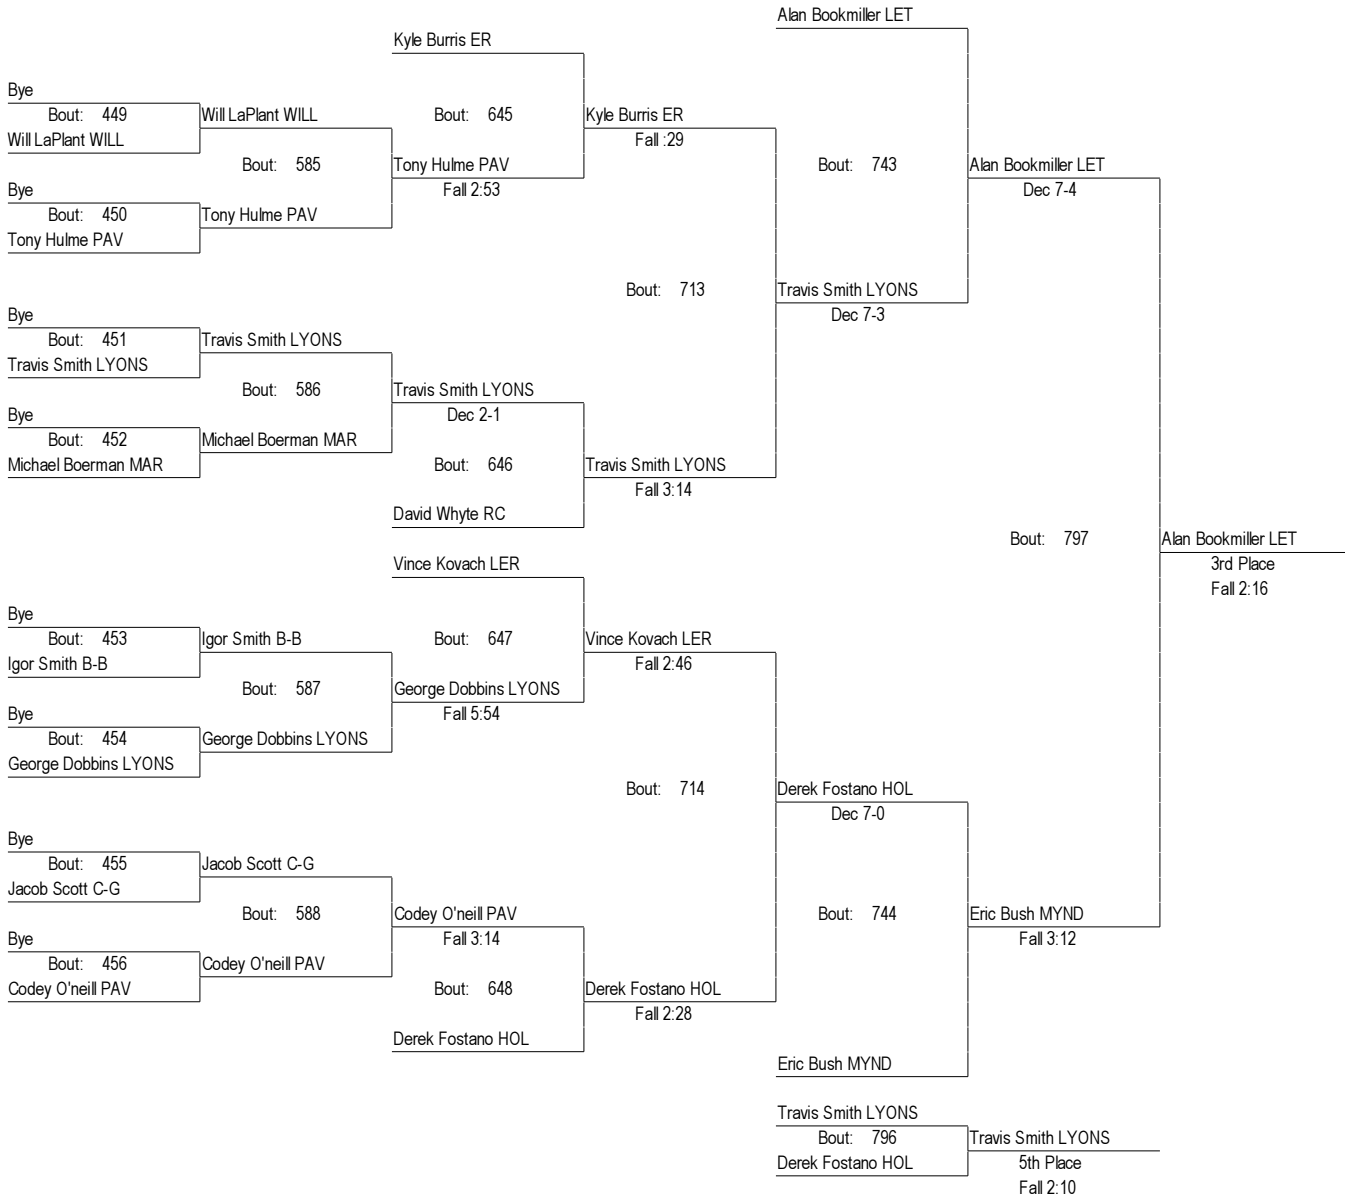 Alan Bookmiller LET
Kyle Burris ER
Bye
Bout: 449
Will LaPlant WILL
Bout: 645
Kyle Burris ER
Will LaPlant WILL
Fall :29
Bout: 585
Tony Hulme PAV
Bout: 743
Alan Bookmiller LET
Bye
Fall 2:53
Dec 7-4
Bout: 450
Tony Hulme PAV
Tony Hulme PAV
Bout: 713
Travis Smith LYONS
Bye
Dec 7-3
Bout: 451
Travis Smith LYONS
Travis Smith LYONS
Bout: 586
Travis Smith LYONS
Bye
Dec 2-1
Bout: 452
Michael Boerman MAR
Michael Boerman MAR
Bout: 646
Travis Smith LYONS
Fall 3:14
David Whyte RC
Bout: 797
Alan Bookmiller LET
Vince Kovach LER
3rd Place
Fall 2:16
Bye
Bout: 453
Igor Smith B-B
Bout: 647
Vince Kovach LER
Igor Smith B-B
Fall 2:46
Bout: 587
George Dobbins LYONS
Bye
Fall 5:54
Bout: 454
George Dobbins LYONS
George Dobbins LYONS
Bout: 714
Derek Fostano HOL
Dec 7-0
Bye
Bout: 455
Jacob Scott C-G
Jacob Scott C-G
Bout: 588
Codey O'neill PAV
Bout: 744
Eric Bush MYND
Bye
Fall 3:14
Fall 3:12
Bout: 456
Codey O'neill PAV
Codey O'neill PAV
Bout: 648
Derek Fostano HOL
Fall 2:28
Derek Fostano HOL
Eric Bush MYND
Travis Smith LYONS
Bout: 796
Travis Smith LYONS
Derek Fostano HOL
5th Place
Fall 2:10